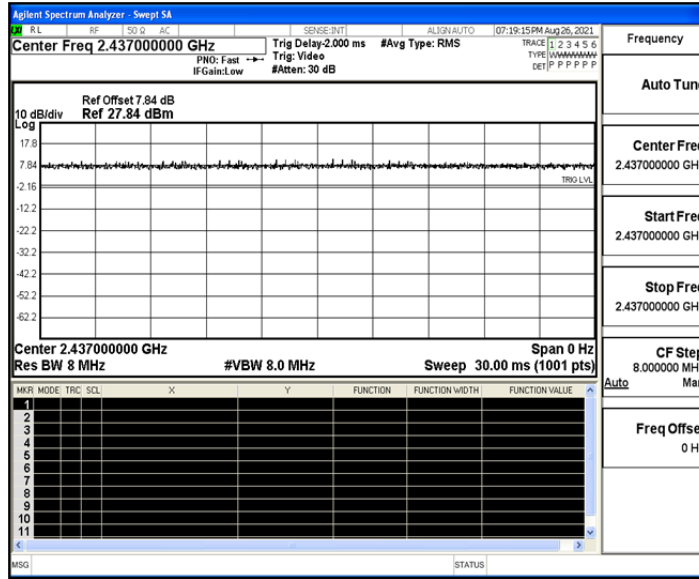 Agilent Spectrum Analyzer - Swept SA
RL RF 50 Ω AC SENSE:INT ALIGNAUTO 07:19:15 PM Aug 26, 2021
Center Freq 2.437000000 GHz
PNO: Fast
IFGain:Low
Trig Delay-2.000 ms
Trig: Video
#Atten: 30 dB
#Avg Type: RMS
TRACE 1 2 3 4 5 6
TYPE WWWWWW
DET P P P P P P
Ref Offset 7.84 dB
10 dB/div Ref 27.84 dBm
Log
17.8
7.84
TRIG LVL
-2.16
-12.2
-22.2
-32.2
-42.2
-52.2
-62.2
Center 2.437000000 GHz Span 0 Hz
Res BW 8 MHz #VBW 8.0 MHz Sweep 30.00 ms (1001 pts)
MKR MODE TRC SCL X Y FUNCTION FUNCTION WIDTH FUNCTION VALUE
1
2
3
4
5
6
7
8
9
10
11
MSG STATUS
Frequency
Auto Tun
Center Fre
2.437000000 GH
Start Fre
2.437000000 GH
Stop Fre
2.437000000 GH
CF Step
8.000000 MH
Auto Ma
Freq Offse
0 H